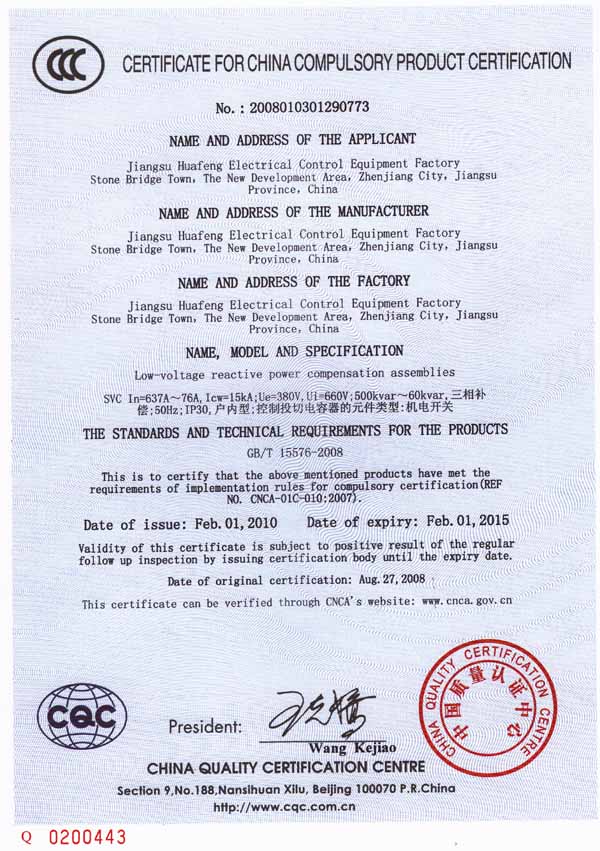 CCC
CERTIFICATE FOR CHINA COMPULSORY PRODUCT CERTIFICATION
No.: 2008010301290773
NAME AND ADDRESS OF THE APPLICANT
Jiangsu Huafeng Electrical Control Equipment Factory
Stone Bridge Town, The New Development Area, Zhenjiang City, Jiangsu
Province, China
NAME AND ADDRESS OF THE MANUFACTURER
Jiangsu Huafeng Electrical Control Equipment Factory
Stone Bridge Town, The New Development Area, Zhenjiang City, Jiangsu
Province, China
NAME AND ADDRESS OF THE FACTORY
Jiangsu Huafeng Electrical Control Equipment Factory
Stone Bridge Town, The New Development Area, Zhenjiang City, Jiangsu
Province, China
NAME, MODEL AND SPECIFICATION
Low-voltage reactive power compensation assemblies
SVC In=637A~76A, Icw=15kA;Ue=380V,Ui=660V;500kvar~60kvar,三相补
偿;50Hz;IP30,户内型;控制投切电容器的元件类型:机电开关
THE STANDARDS AND TECHNICAL REQUIREMENTS FOR THE PRODUCTS
GB/T 15576-2008
This is to certify that the above mentioned products have met the
requirements of implementation rules for compulsory certification(REF
NO. CNCA-01C-010:2007).
Date of issue: Feb.01,2010 Date of expiry: Feb.01,2015
Validity of this certificate is subject to positive result of the regular
follow up inspection by issuing certification body until the expiry date.
Date of original certification: Aug.27,2008
This certificate can be verified through CNCA's website: www.cnca.gov.cn
CHINA QUALITY CERTIFICATION CENTRE
中国质量认证中心
CQC
President:
Wang Kejiao
CHINA QUALITY CERTIFICATION CENTRE
Section 9,No.188,Nansihuan Xilu, Beijing 100070 P.R.China
http://www.cqc.com.cn
Q 0200443